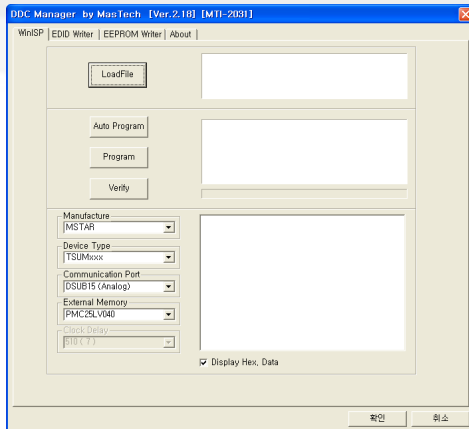 DDC Manager by MasTech [Ver.2.18] [MTI-2031]
WinISP EDID Writer EEPROM Writer About
LoadFile
Auto Program
Program
Verify
Manufacture
MSTAR
Device Type
TSUMxxx
Communication Port
DSUB15 (Analog)
External Memory
PMC25LV040
Clock Delay
510 ( 7 )
Display Hex, Data
확인 취소